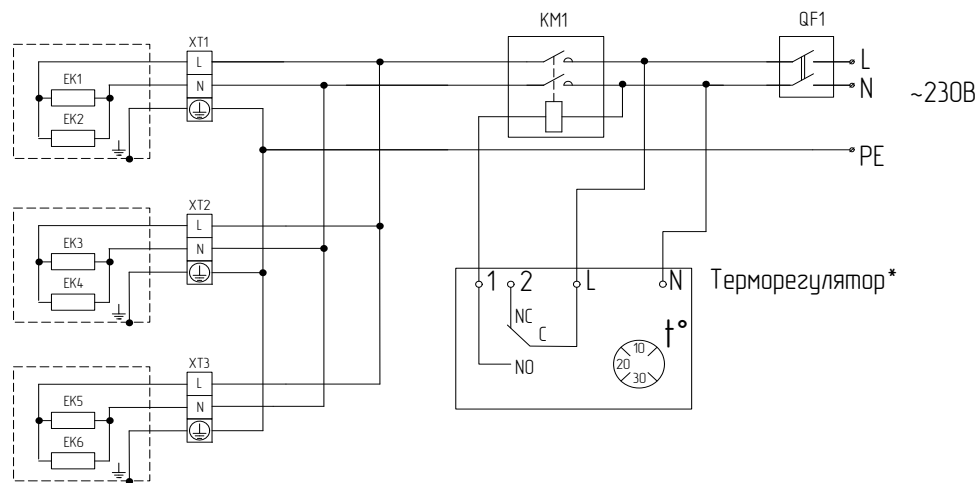 KM1
QF1
XT1
EK1
L
N
EK2
L
N
~230В
PE
XT2
EK3
L
N
EK4
1 2 L N
Терморегулятор*
NC
C
t°
NO
10
20
30
XT3
EK5
L
N
EK6